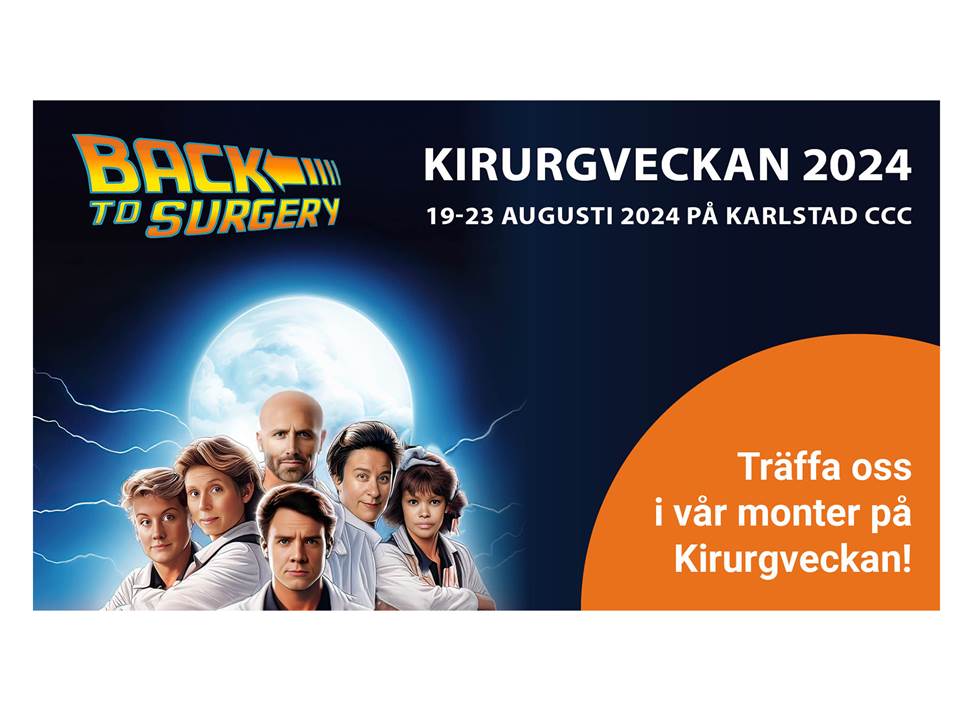 BACK
TO SURGERY
KIRURGVECKAN 2024
19-23 AUGUSTI 2024 PÅ KARLSTAD CCC
Träffa oss
i vår monter på
Kirurgveckan!